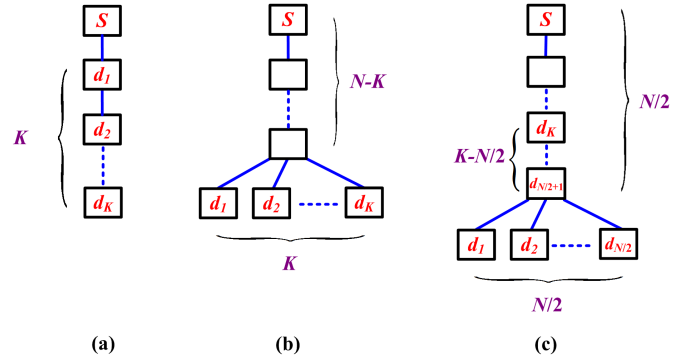 S
d1
d2
dK
K
(a)
S
N-K
d1
d2
dK
K
(b)
S
N/2
dK
K-N/2
dN/2+1
d1
d2
dN/2
N/2
(c)